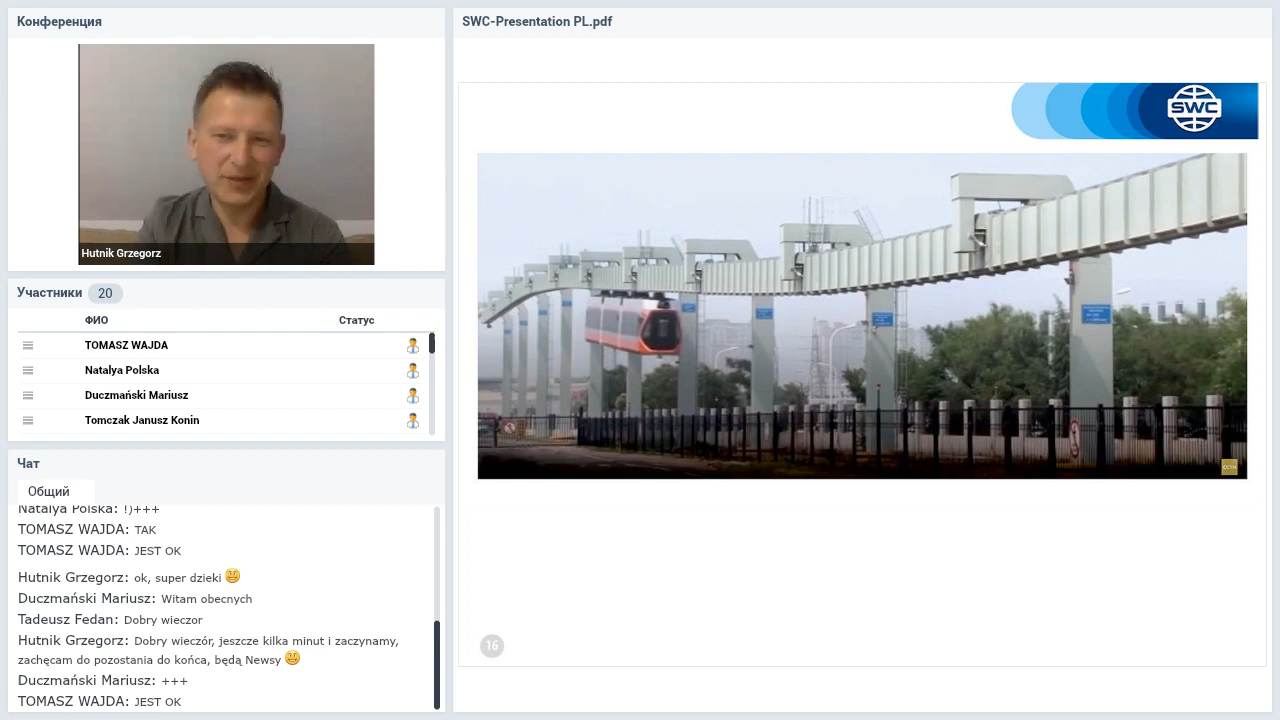 Конференция
Hutnik Grzegorz
Участники 20
ФИО Статус
TOMASZ WAJDA
Natalya Polska
Duczmański Mariusz
Tomczak Janusz Konin
Чат
Общий
Natalya Polska: !)+++
TOMASZ WAJDA: TAK
TOMASZ WAJDA: JEST OK
Hutnik Grzegorz: ok, super dzieki
Duczmański Mariusz: Witam obecnych
Tadeusz Fedan: Dobry wieczor
Hutnik Grzegorz: Dobry wieczór, jeszcze kilka minut i zaczynamy,
zachęcam do pozostania do końca, będą Newsy
Duczmański Mariusz: +++
TOMASZ WAJDA: JEST OK
SWC-Presentation PL.pdf
SWC
16